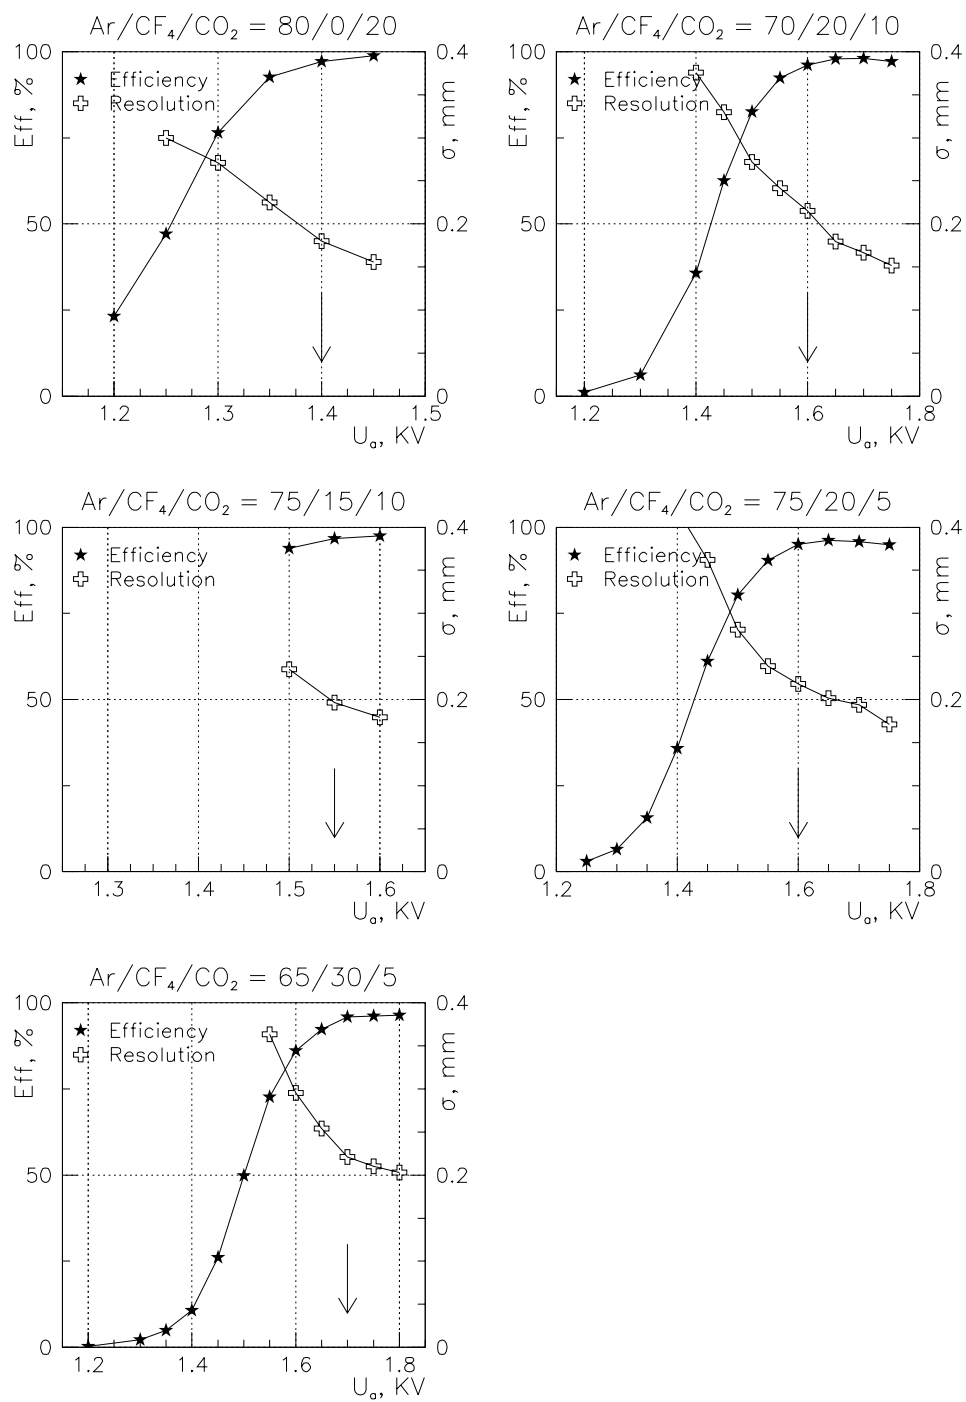 Ar/CF₄/CO₂ = 80/0/20
100
50
0
Eff, %
Efficiency
Resolution
0.4
0.2
0
σ, mm
1.2 1.3 1.4 1.5
Uₐ, KV
Ar/CF₄/CO₂ = 70/20/10
100
50
0
Eff, %
Efficiency
Resolution
0.4
0.2
0
σ, mm
1.2 1.4 1.6 1.8
Uₐ, KV
Ar/CF₄/CO₂ = 75/15/10
100
50
0
Eff, %
Efficiency
Resolution
0.4
0.2
0
σ, mm
1.3 1.4 1.5 1.6
Uₐ, KV
Ar/CF₄/CO₂ = 75/20/5
100
50
0
Eff, %
Efficiency
Resolution
0.4
0.2
0
σ, mm
1.2 1.4 1.6 1.8
Uₐ, KV
Ar/CF₄/CO₂ = 65/30/5
100
50
0
Eff, %
Efficiency
Resolution
0.4
0.2
0
σ, mm
1.2 1.4 1.6 1.8
Uₐ, KV